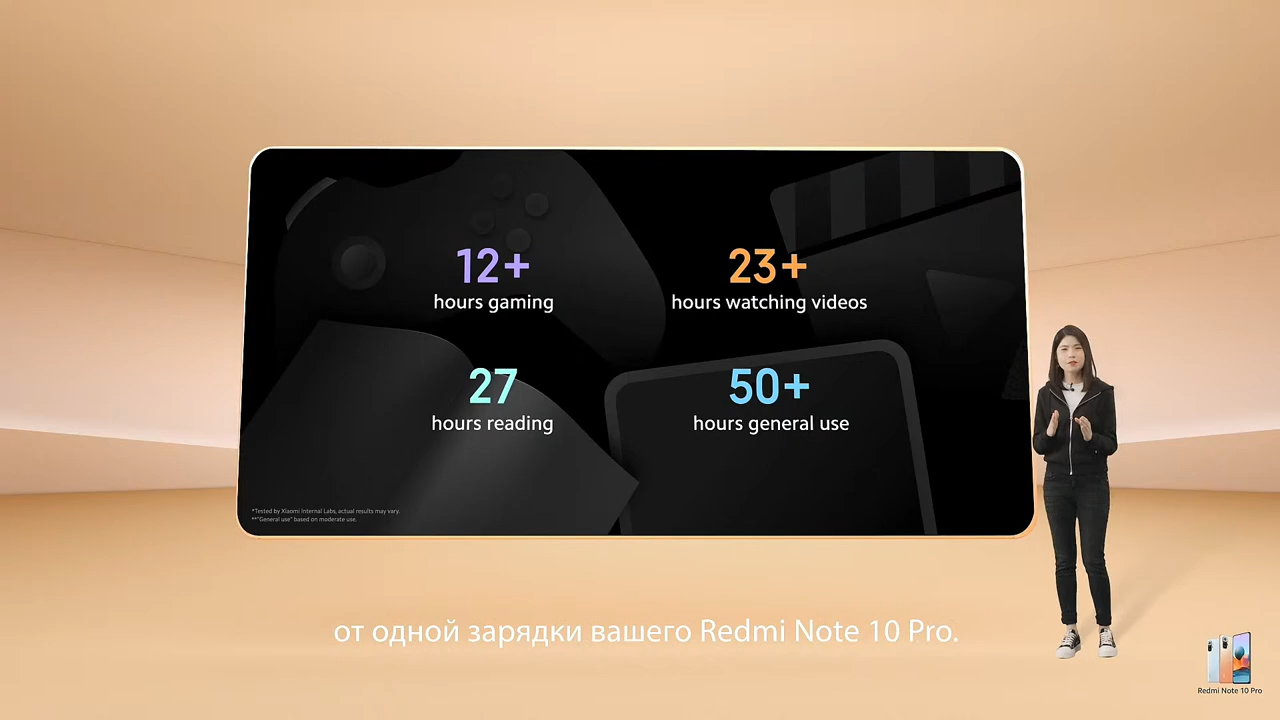 12+
hours gaming
23+
hours watching videos
27
hours reading
50+
hours general use
*Tested by Xiaomi Internal Labs, actual results may vary.
**"General use" based on moderate use.
от одной зарядки вашего Redmi Note 10 Pro.
Redmi Note 10 Pro